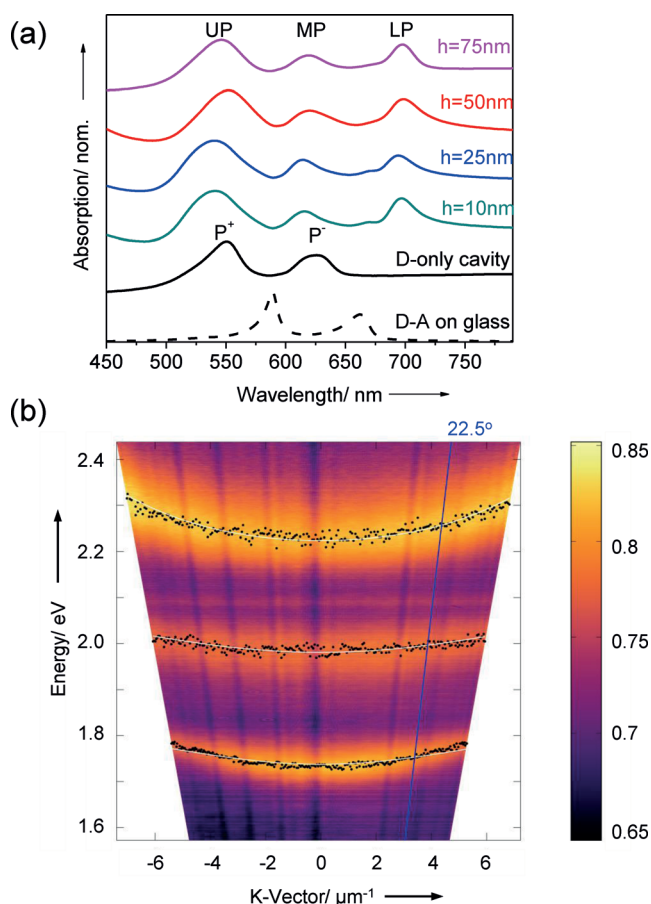 (a)
UP MP LP
h=75nm
h=50nm
h=25nm
h=10nm
P+ P-
D-only cavity
D-A on glass
Absorption/ nom.
450 500 550 600 650 700 750
Wavelength/ nm
(b)
22.5º
2.4
2.2
2.0
1.8
1.6
Energy/ eV
-6 -4 -2 0 2 4 6
K-Vector/ µm-1
0.85
0.8
0.75
0.7
0.65